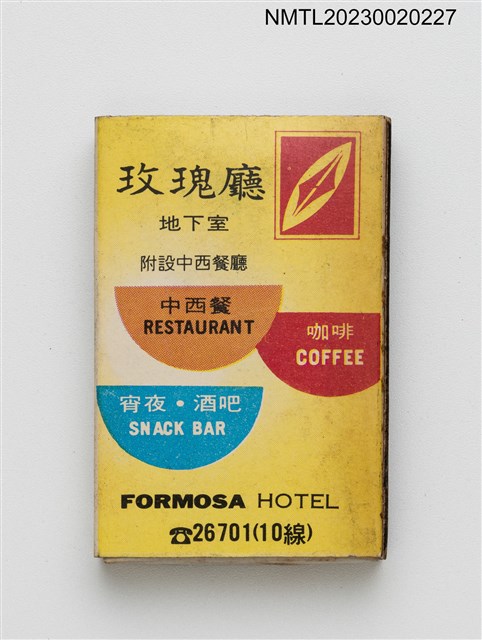 NMTL20230020227
玫瑰廳
地下室
附設中西餐廳
中西餐
RESTAURANT
咖啡
COFFEE
宵夜・酒吧
SNACK BAR
FORMOSA HOTEL
☎26701(10線)